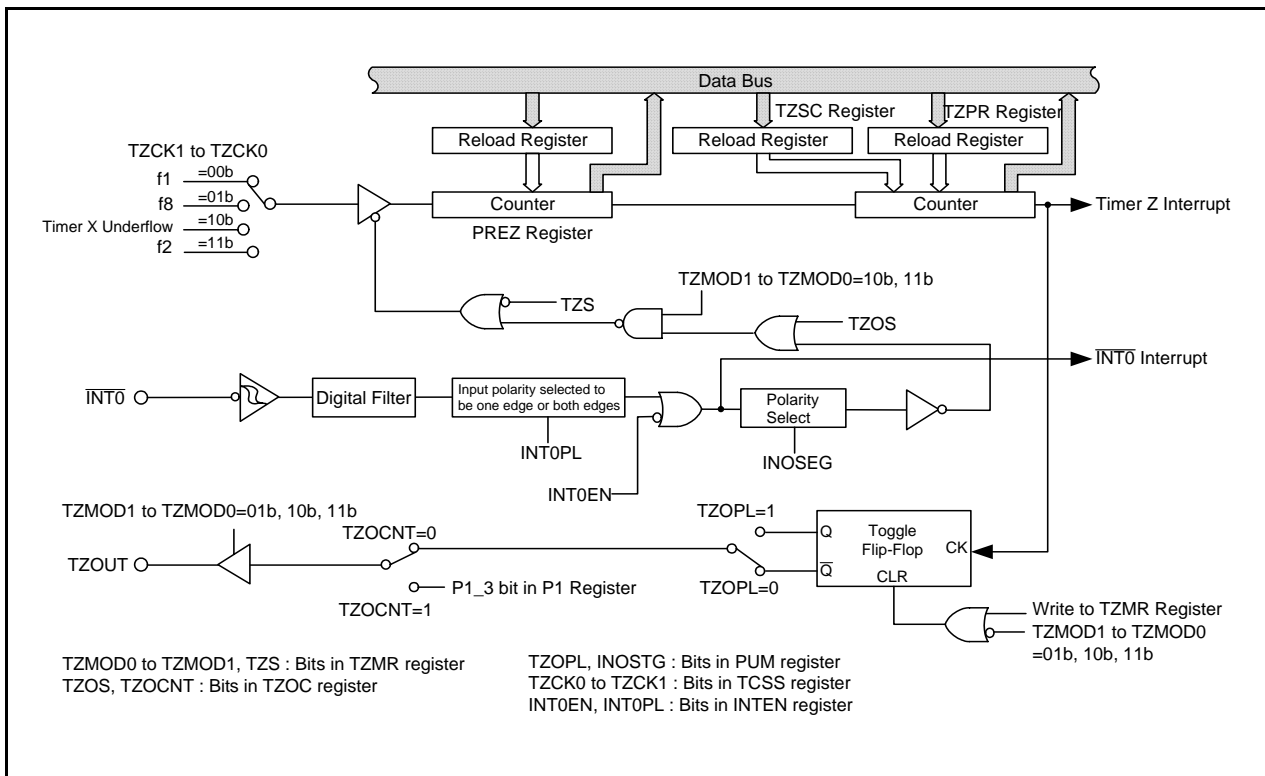 Data Bus
TZSC Register
TZPR Register
Reload Register
Reload Register
Reload Register
TZCK1 to TZCK0
f1
=00b
f8
=01b
Timer X Underflow
=10b
f2
=11b
Counter
Counter
Timer Z Interrupt
PREZ Register
TZMOD1 to TZMOD0=10b, 11b
TZS
TZOS
INT0 Interrupt
INT0
Digital Filter
Input polarity selected to
be one edge or both edges
Polarity
Select
INT0PL
INOSEG
INT0EN
TZMOD1 to TZMOD0=01b, 10b, 11b
TZOCNT=0
TZOPL=1
Q
Toggle
Flip-Flop
CK
TZOUT
Q
CLR
P1_3 bit in P1 Register
TZOPL=0
TZOCNT=1
Write to TZMR Register
TZMOD1 to TZMOD0
=01b, 10b, 11b
TZMOD0 to TZMOD1, TZS : Bits in TZMR register
TZOS, TZOCNT : Bits in TZOC register
TZOPL, INOSTG : Bits in PUM register
TZCK0 to TZCK1 : Bits in TCSS register
INT0EN, INT0PL : Bits in INTEN register